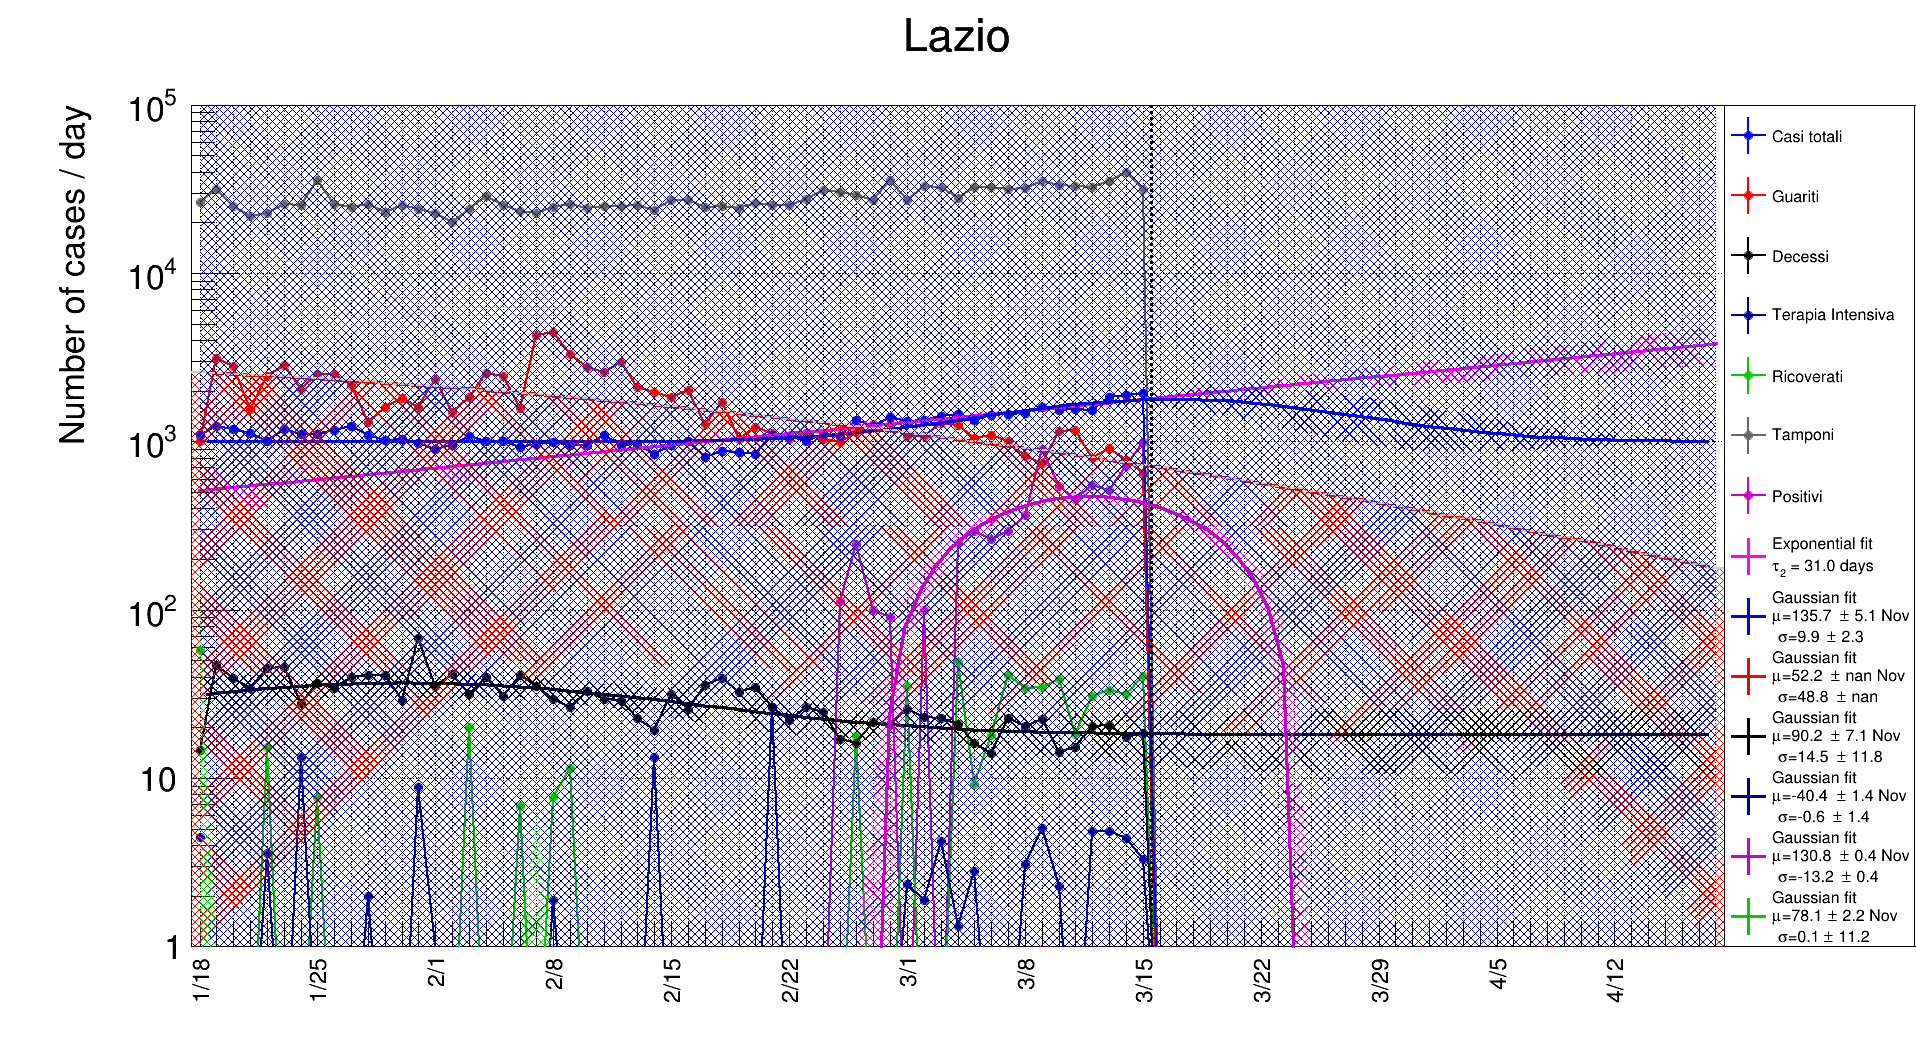 Lazio
Number of cases / day
10^5
10^4
10^3
10^2
10
1
1/18 1/25 2/1 2/8 2/15 2/22 3/1 3/8 3/15 3/22 3/29 4/5 4/12
Casi totali
Guariti
Decessi
Terapia Intensiva
Ricoverati
Tamponi
Positivi
Exponential fit
τ_2 = 31.0 days
Gaussian fit
μ=135.7 ± 5.1 Nov
σ=9.9 ± 2.3
Gaussian fit
μ=52.2 ± nan Nov
σ=48.8 ± nan
Gaussian fit
μ=90.2 ± 7.1 Nov
σ=14.5 ± 11.8
Gaussian fit
μ=-40.4 ± 1.4 Nov
σ=-0.6 ± 1.4
Gaussian fit
μ=130.8 ± 0.4 Nov
σ=-13.2 ± 0.4
Gaussian fit
μ=78.1 ± 2.2 Nov
σ=0.1 ± 11.2